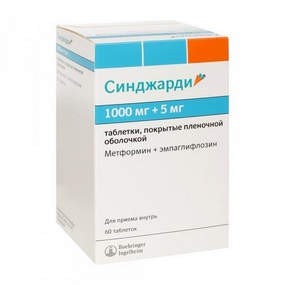 Синджарди
1000 мг + 5 мг
таблетки, покрытые пленочной
оболочкой
Метформин + эмпаглифлозин
Для приема внутрь
60 таблеток
Boehringer
Ingelheim